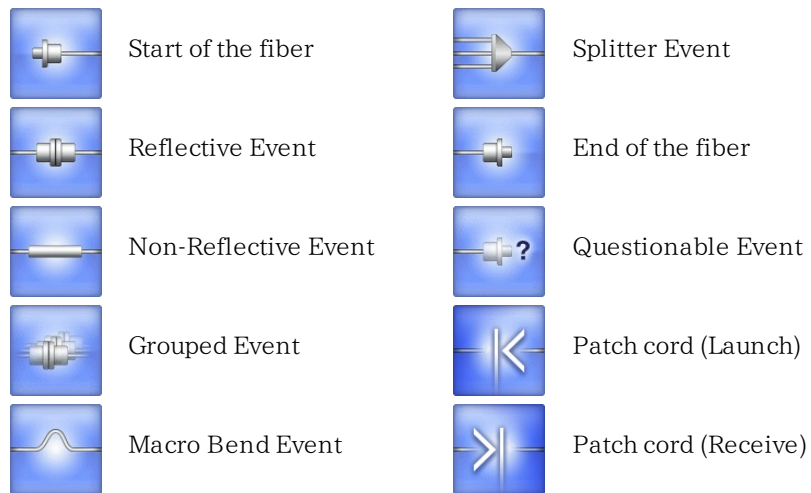 Start of the fiber
Splitter Event
Reflective Event
End of the fiber
Non-Reflective Event
?
Questionable Event
Grouped Event
Patch cord (Launch)
Macro Bend Event
Patch cord (Receive)